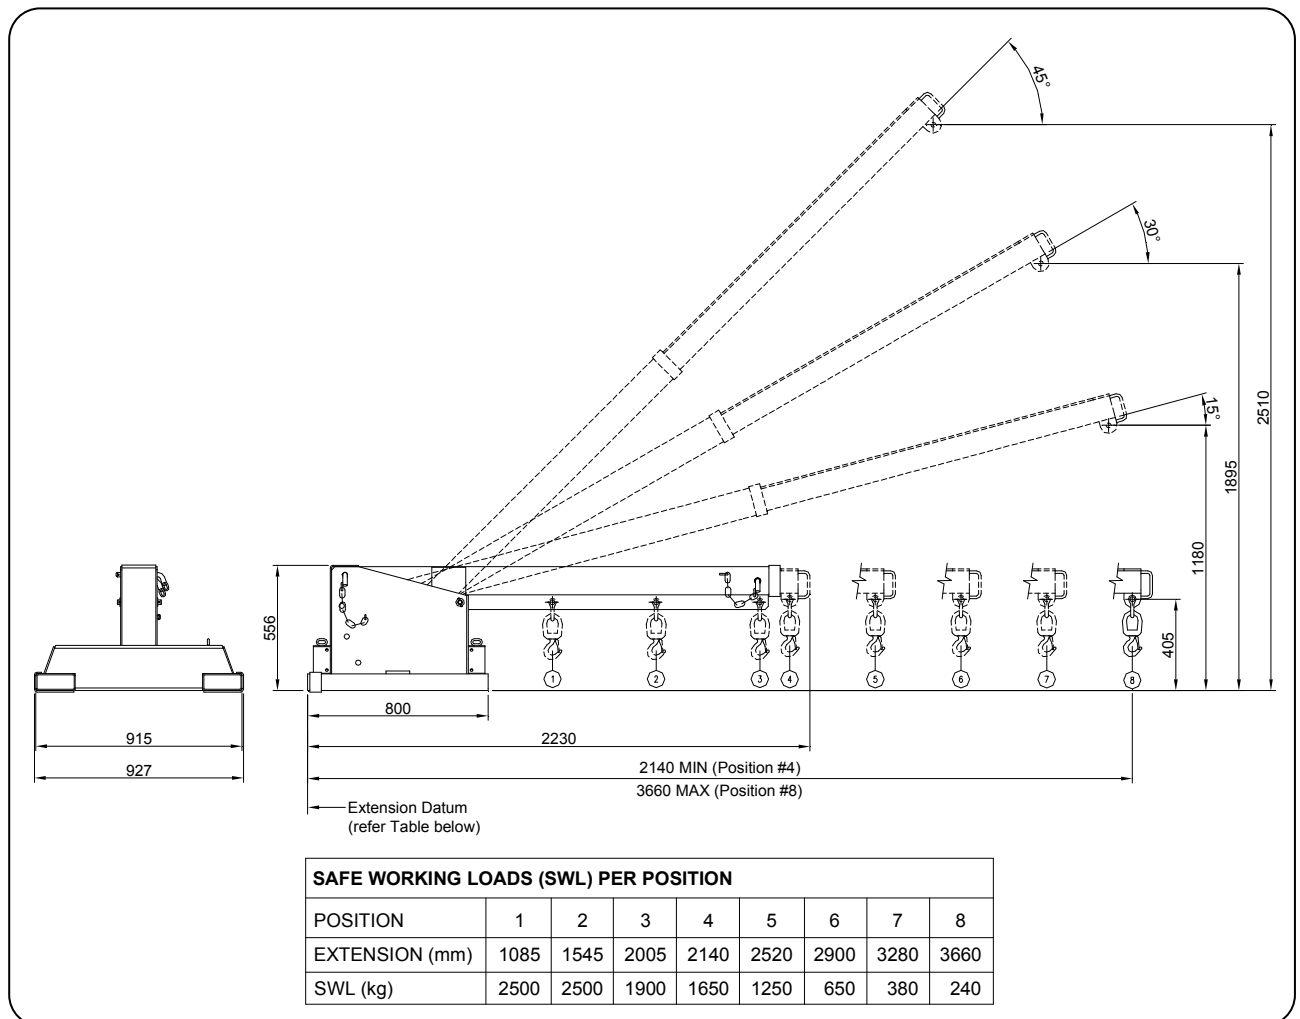 45°
30°
15°
2510
1895
1180
405
556
1 2 3 4 5 6 7 8
800
915
2230
927
2140 MIN (Position #4)
3660 MAX (Position #8)
Extension Datum
(refer Table below)
SAFE WORKING LOADS (SWL) PER POSITION
POSITION 1 2 3 4 5 6 7 8
EXTENSION (mm) 1085 1545 2005 2140 2520 2900 3280 3660
SWL (kg) 2500 2500 1900 1650 1250 650 380 240